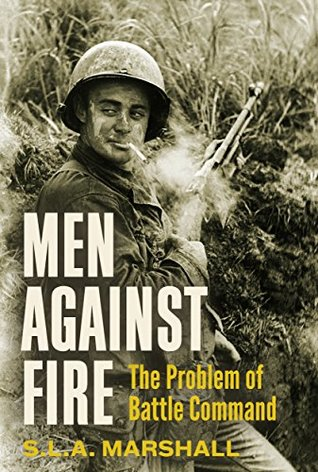 MEN
AGAINST
FIRE
The Problem of
Battle Command
S.L.A. MARSHALL